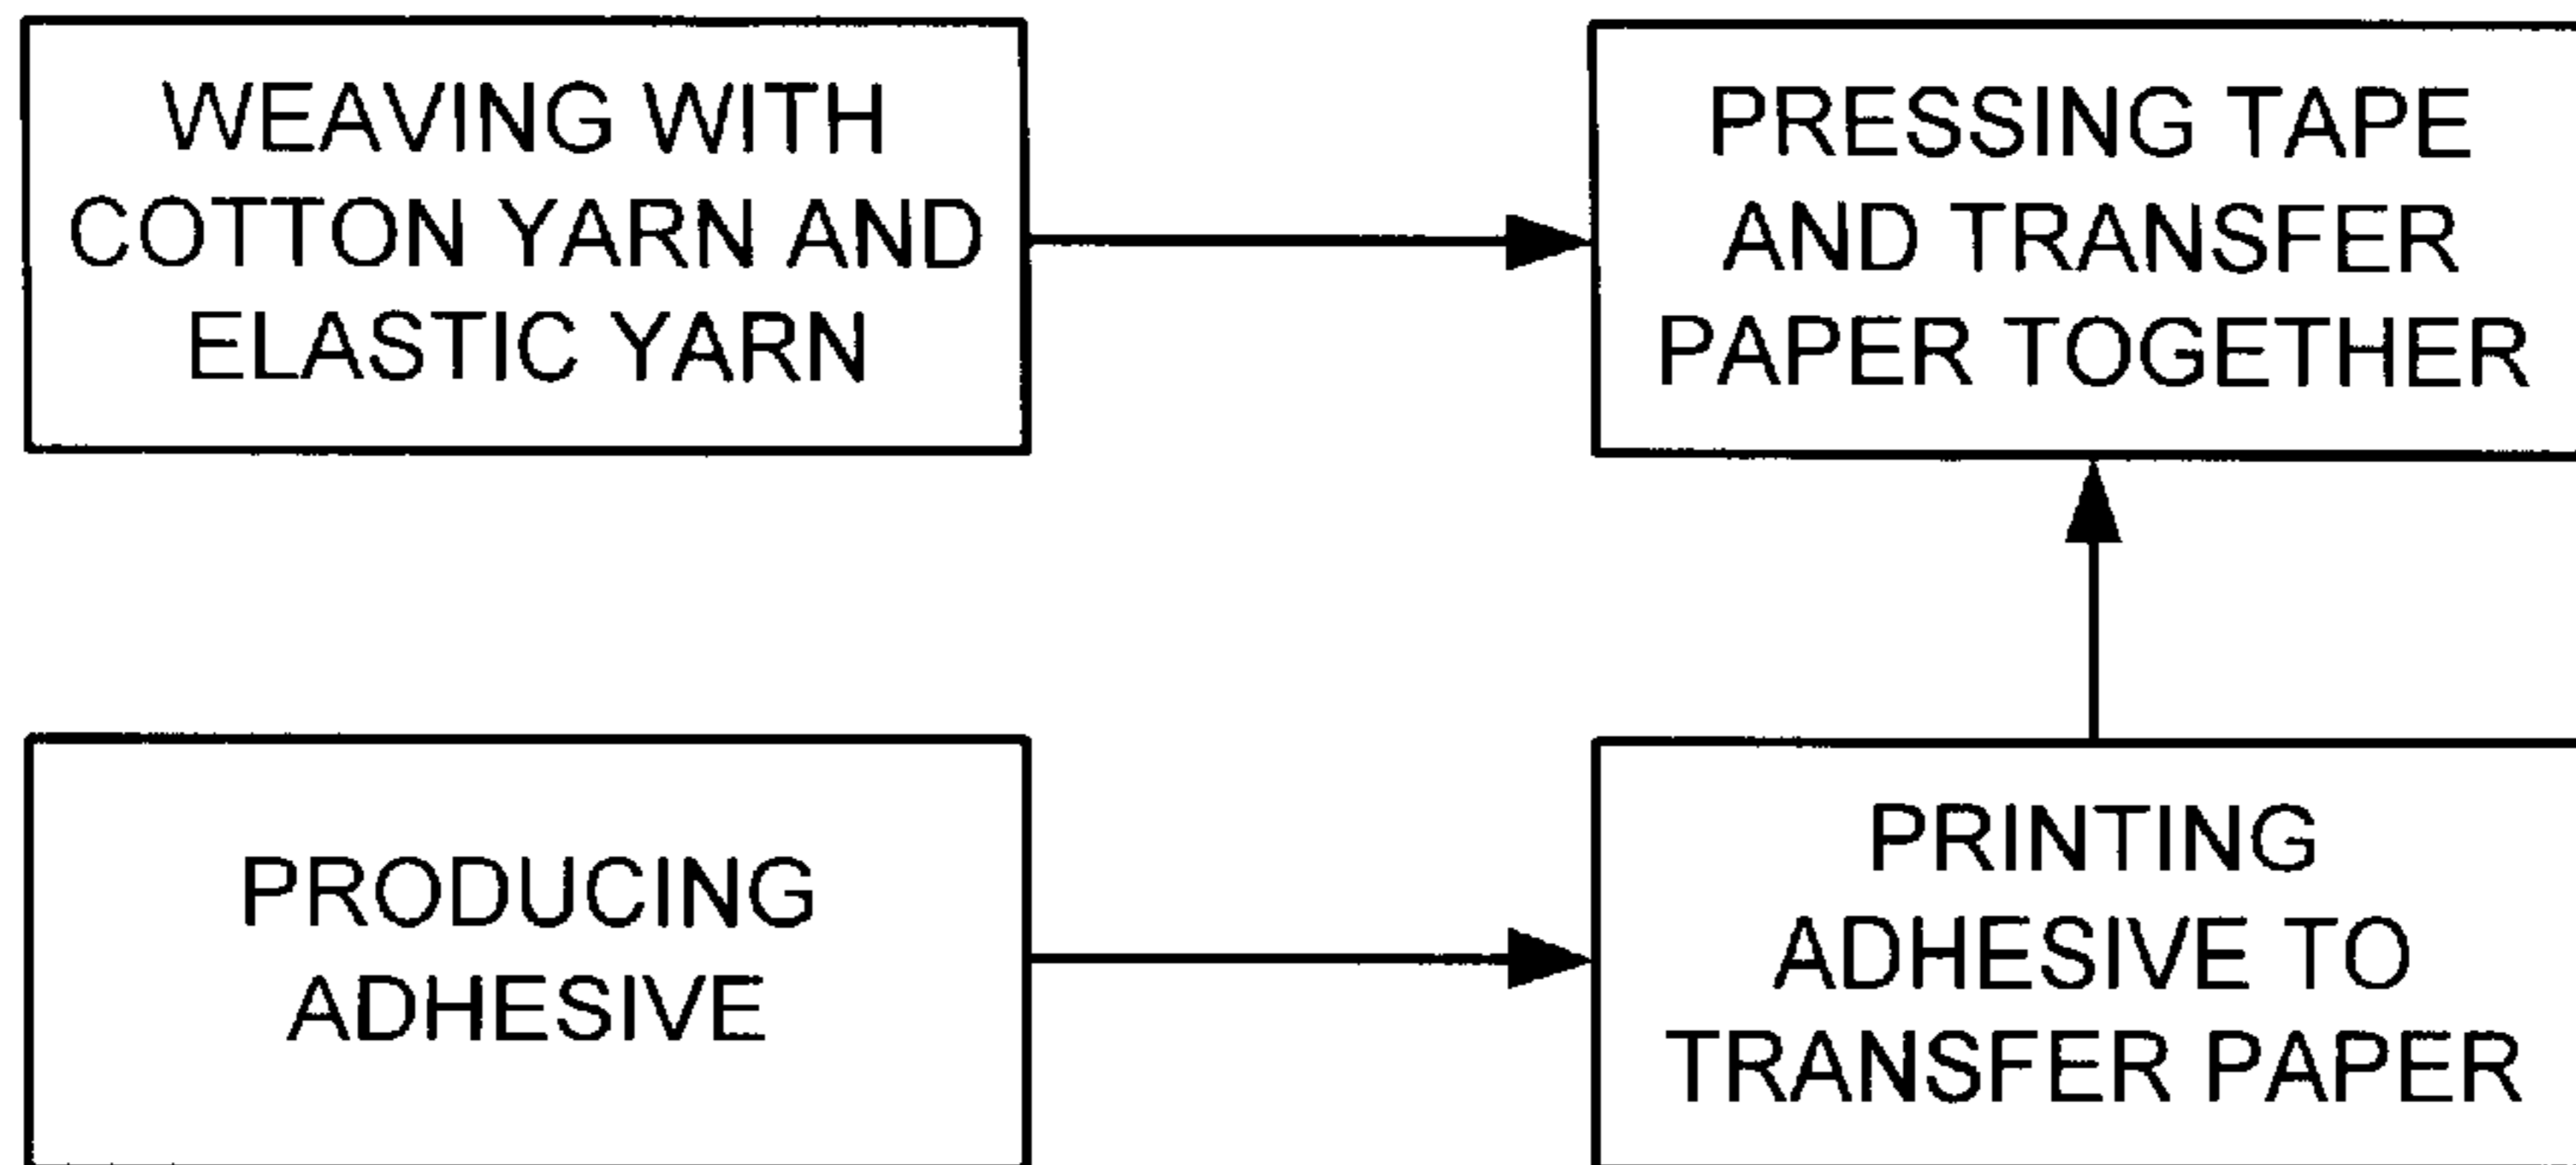 WEAVING WITH
COTTON YARN AND
ELASTIC YARN
PRESSING TAPE
AND TRANSFER
PAPER TOGETHER
PRODUCING
ADHESIVE
PRINTING
ADHESIVE TO
TRANSFER PAPER